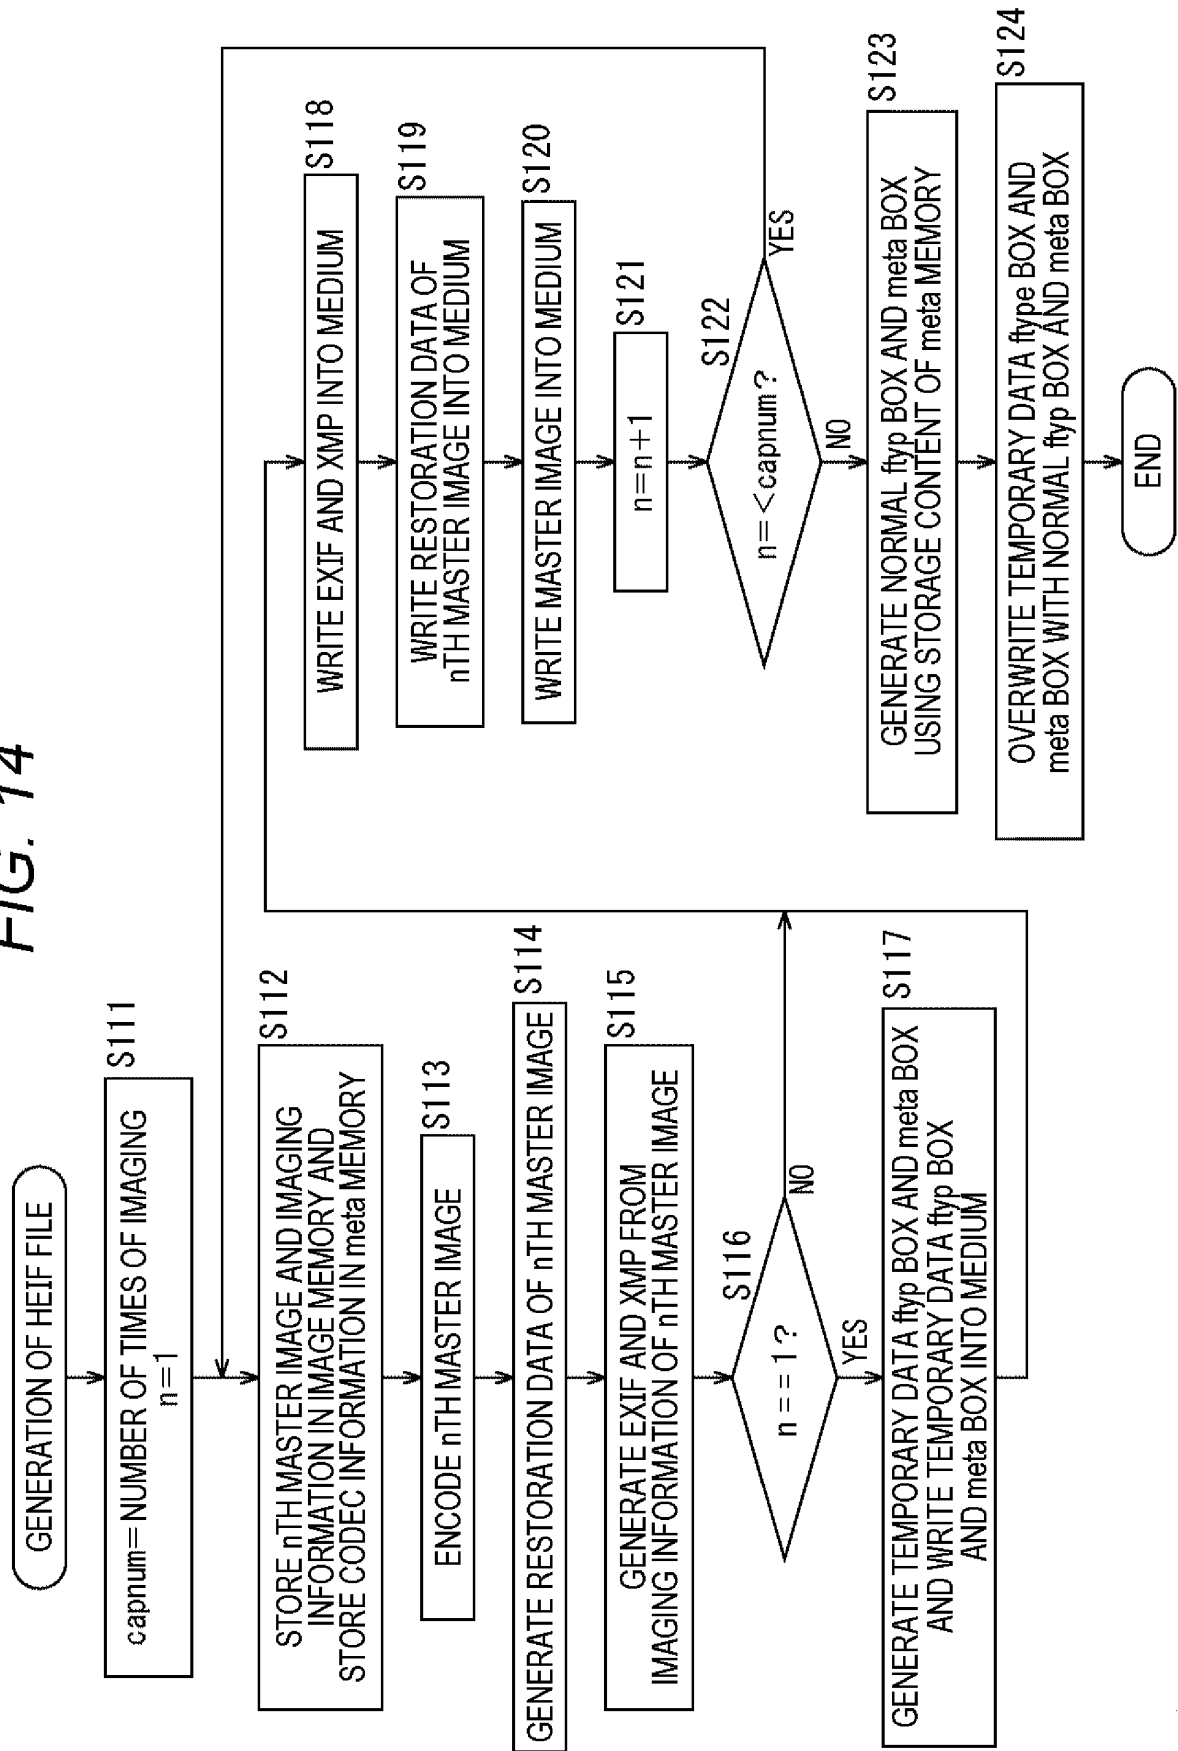 FIG. 14
GENERATION OF HEIF FILE
S111
capnum=NUMBER OF TIMES OF IMAGING
n=1
S112
STORE nTH MASTER IMAGE AND IMAGING
INFORMATION IN IMAGE MEMORY AND
STORE CODEC INFORMATION IN meta MEMORY
S113
ENCODE nTH MASTER IMAGE
S114
GENERATE RESTORATION DATA OF nTH MASTER IMAGE
S115
GENERATE EXIF AND XMP FROM
IMAGING INFORMATION OF nTH MASTER IMAGE
S116
n==1?
NO
YES
S117
GENERATE TEMPORARY DATA ftyp BOX AND meta BOX
AND WRITE TEMPORARY DATA ftyp BOX
AND meta BOX INTO MEDIUM
S118
WRITE EXIF AND XMP INTO MEDIUM
S119
WRITE RESTORATION DATA OF
nTH MASTER IMAGE INTO MEDIUM
S120
WRITE MASTER IMAGE INTO MEDIUM
S121
n=n+1
S122
n=<capnum?
YES
NO
S123
GENERATE NORMAL ftyp BOX AND meta BOX
USING STORAGE CONTENT OF meta MEMORY
S124
OVERWRITE TEMPORARY DATA ftype BOX AND
meta BOX WITH NORMAL ftyp BOX AND meta BOX
END